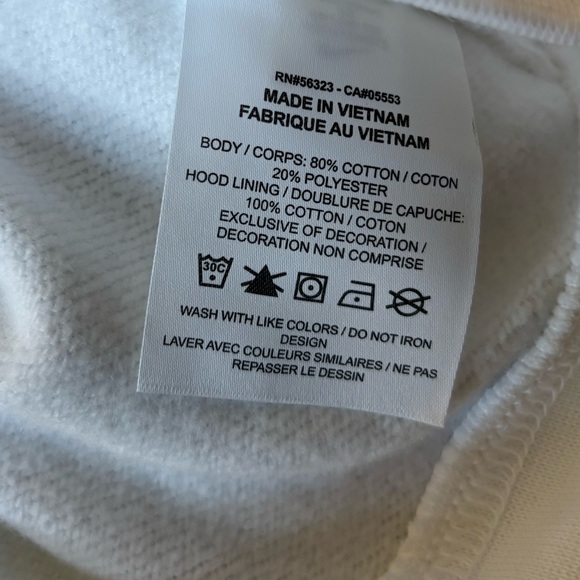 RN#56323 - CA#05553
MADE IN VIETNAM
FABRIQUE AU VIETNAM
BODY / CORPS: 80% COTTON / COTON
20% POLYESTER
HOOD LINING / DOUBLURE DE CAPUCHE:
100% COTTON / COTON
EXCLUSIVE OF DECORATION /
DECORATION NON COMPRISE
30C
WASH WITH LIKE COLORS / DO NOT IRON
DESIGN
LAVER AVEC COULEURS SIMILAIRES / NE PAS
REPASSER LE DESSIN